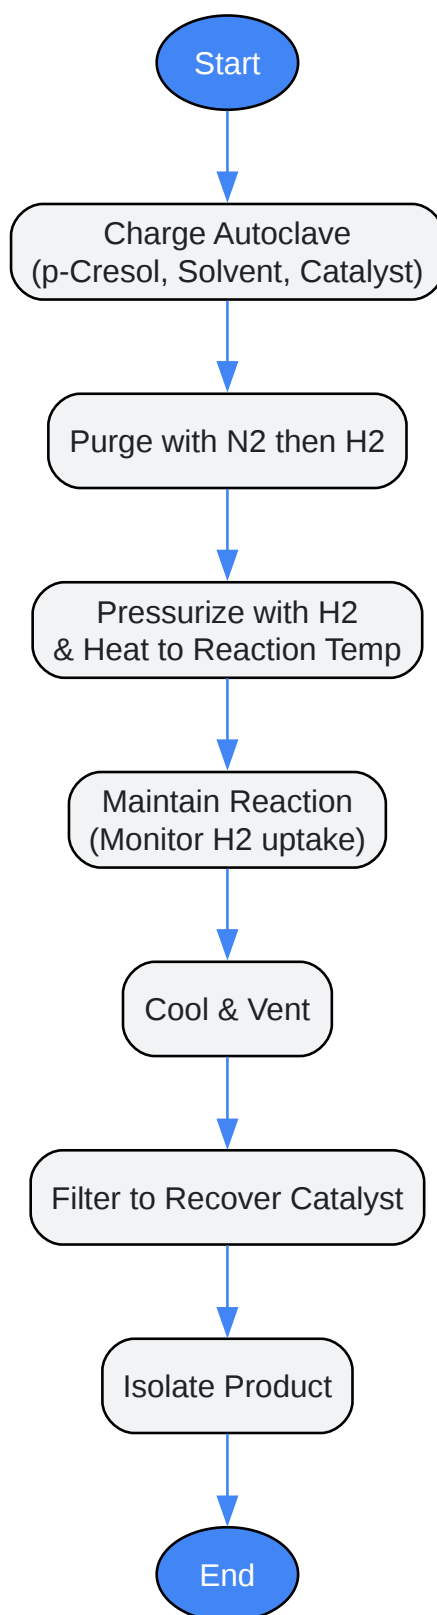 Start
Charge Autoclave
(p-Cresol, Solvent, Catalyst)
Purge with N2 then H2
Pressurize with H2
& Heat to Reaction Temp
Maintain Reaction
(Monitor H2 uptake)
Cool & Vent
Filter to Recover Catalyst
Isolate Product
End